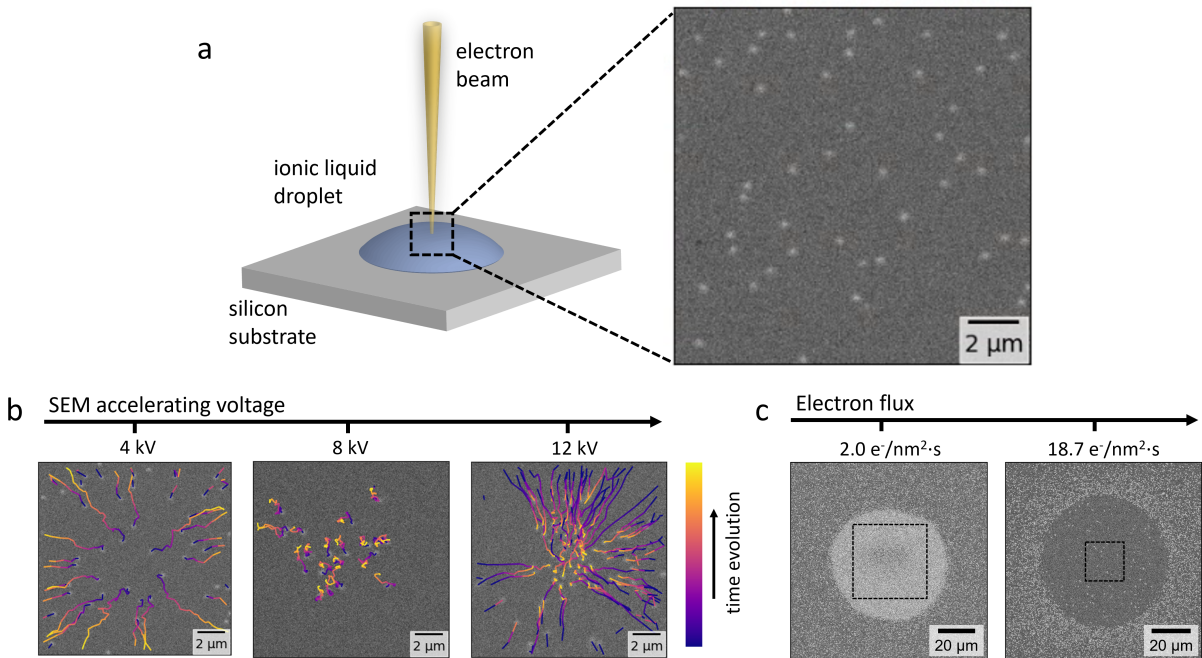 a
electron
beam
ionic liquid
droplet
silicon
substrate
2 μm
b
SEM accelerating voltage
4 kV
8 kV
12 kV
2 μm
2 μm
2 μm
time evolution
c
Electron flux
2.0 e⁻/nm²·s
18.7 e⁻/nm²·s
20 μm
20 μm